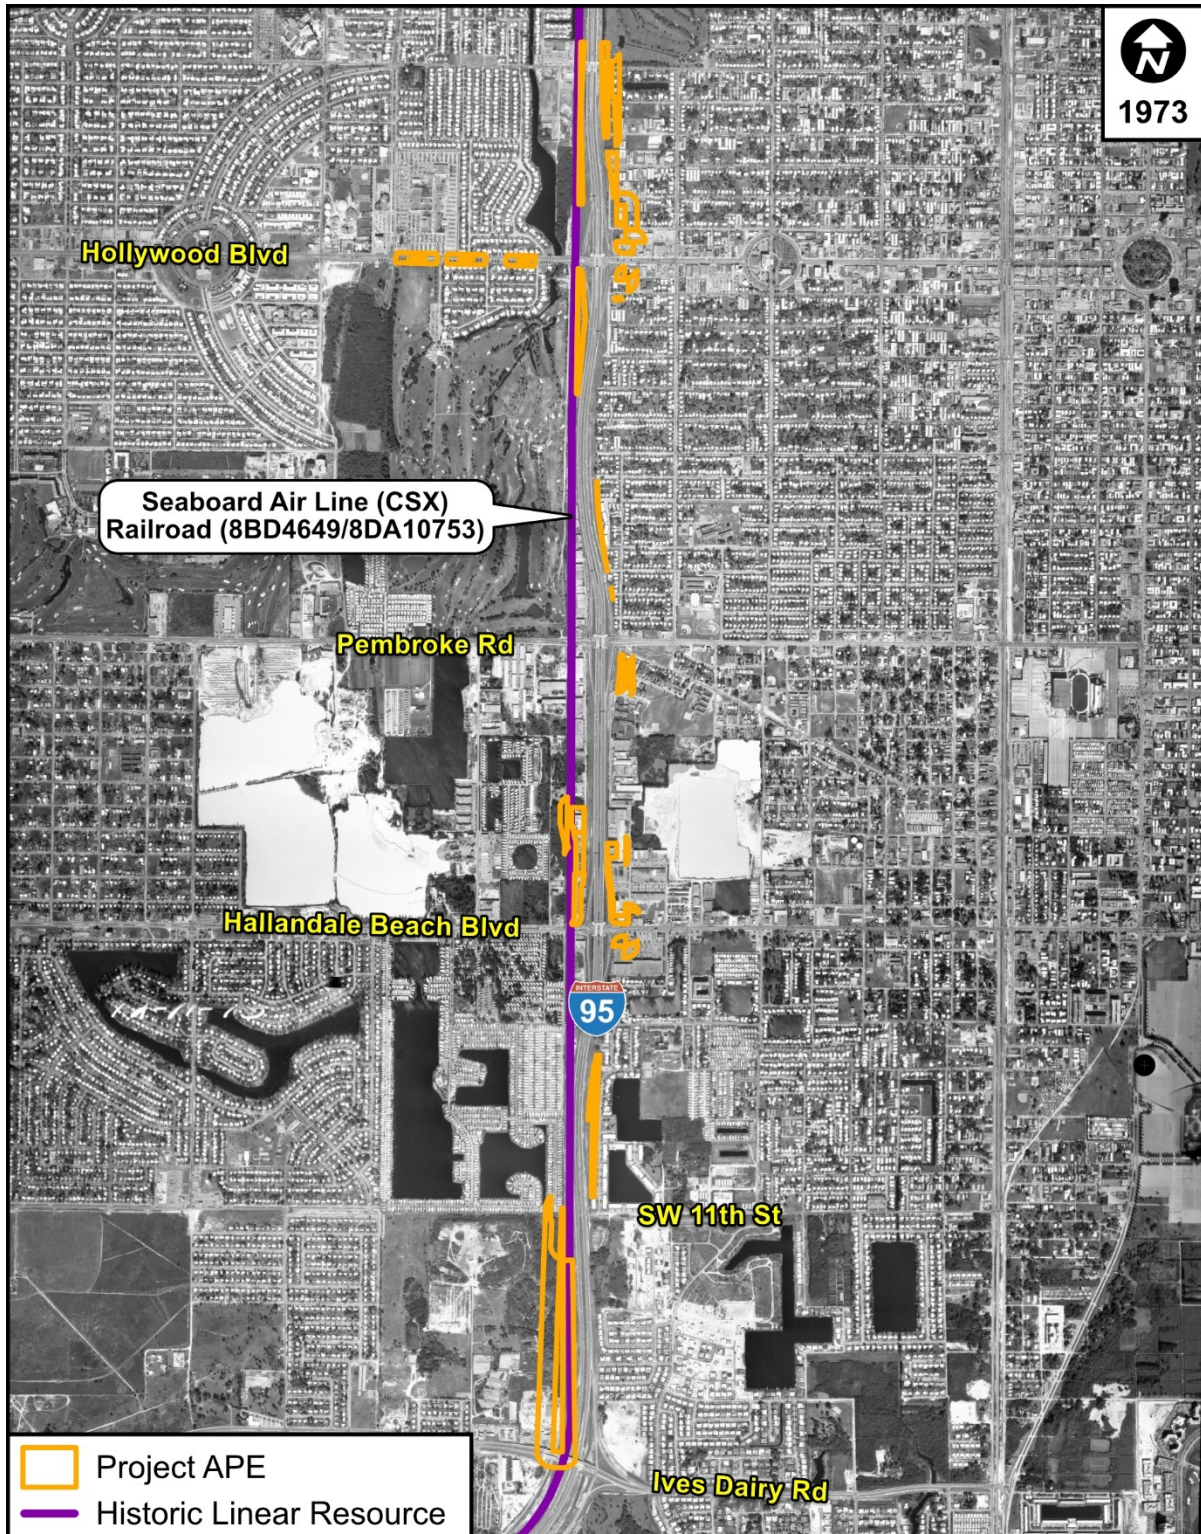 N
1973
Hollywood Blvd
Seaboard Air Line (CSX)
Railroad (8BD4649/8DA10753)
Pembroke Rd
Hallandale Beach Blvd
INTERSTATE
95
SW 11th St
Ives Dairy Rd
Project APE
Historic Linear Resource